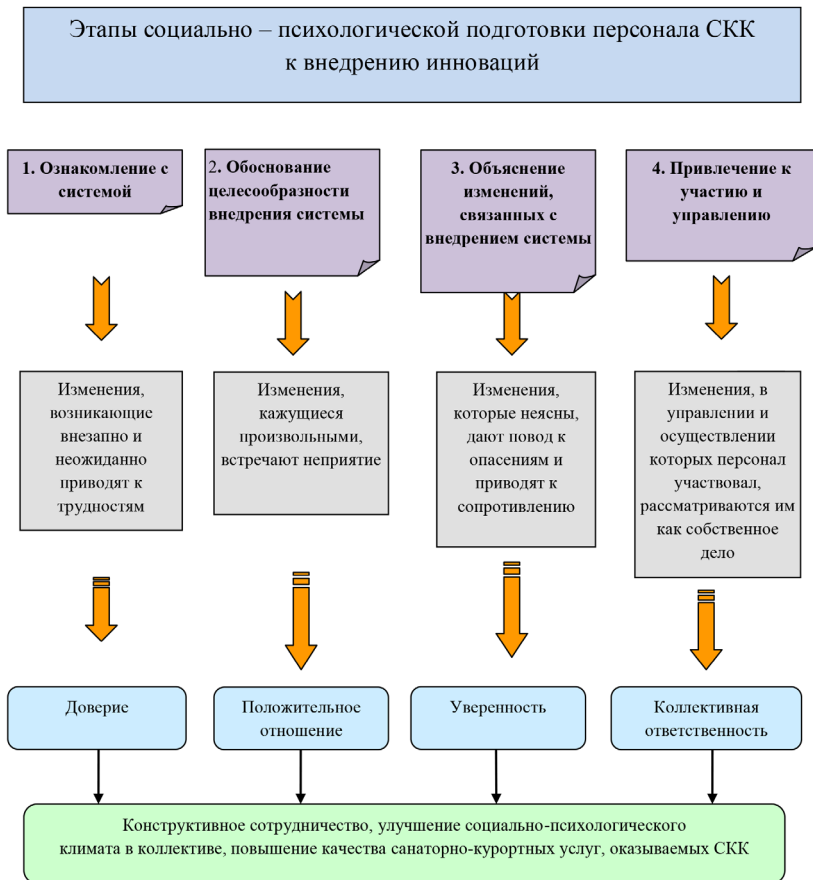 Этапы социально – психологической подготовки персонала СКК
к внедрению инноваций
1. Ознакомление с
системой
2. Обоснование
целесообразности
внедрения системы
3. Объяснение
изменений,
связанных с
внедрением системы
4. Привлечение к
участию и
управлению
Изменения,
возникающие
внезапно и
неожиданно
приводят к
трудностям
Изменения,
кажущиеся
произвольными,
встречают неприятие
Изменения,
которые неясны,
дают повод к
опасениям и
приводят к
сопротивлению
Изменения, в
управлении и
осуществлении
которых персонал
участвовал,
рассматриваются им
как собственное
дело
Доверие
Положительное
отношение
Уверенность
Коллективная
ответственность
Конструктивное сотрудничество, улучшение социально-психологического
климата в коллективе, повышение качества санаторно-курортных услуг, оказываемых СКК